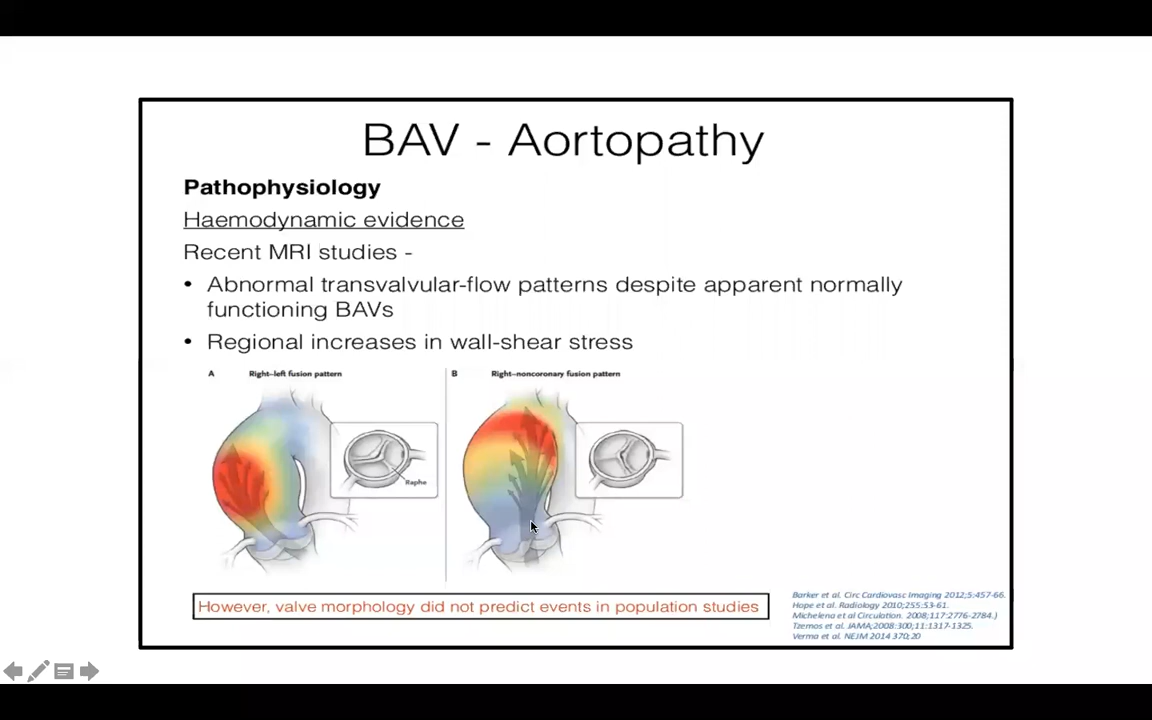 BAV - Aortopathy
Pathophysiology
Haemodynamic evidence
Recent MRI studies -
• Abnormal transvalvular-flow patterns despite apparent normally
functioning BAVs
• Regional increases in wall-shear stress
A Right–left fusion pattern
B Right–noncoronary fusion pattern
Raphe
However, valve morphology did not predict events in population studies
Barker et al. Circ Cardiovasc Imaging 2012;5:457-66.
Hope et al. Radiology 2010;255:53-61.
Michelena et al Circulation. 2008;117:2776-2784.)
Tzemos et al. JAMA;2008:300;11:1317-1325.
Verma et al. NEJM 2014 370;20